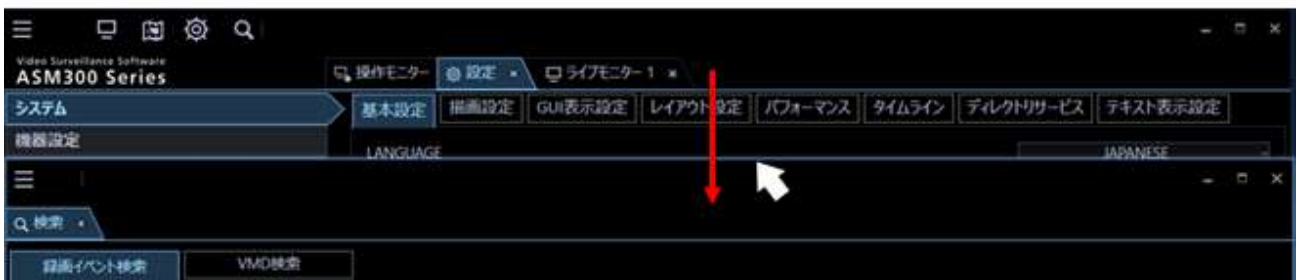 Video Surveillance Software
ASM300 Series
操作モニター 設定 × ライブモニター 1 ×
システム 基本設定 描画設定 GUI表示設定 レイアウト設定 パフォーマンス タイムライン ディレクトリサービス テキスト表示設定
機器設定
LANGUAGE JAPANESE
検索 ×
録画イベント検索 VMD検索